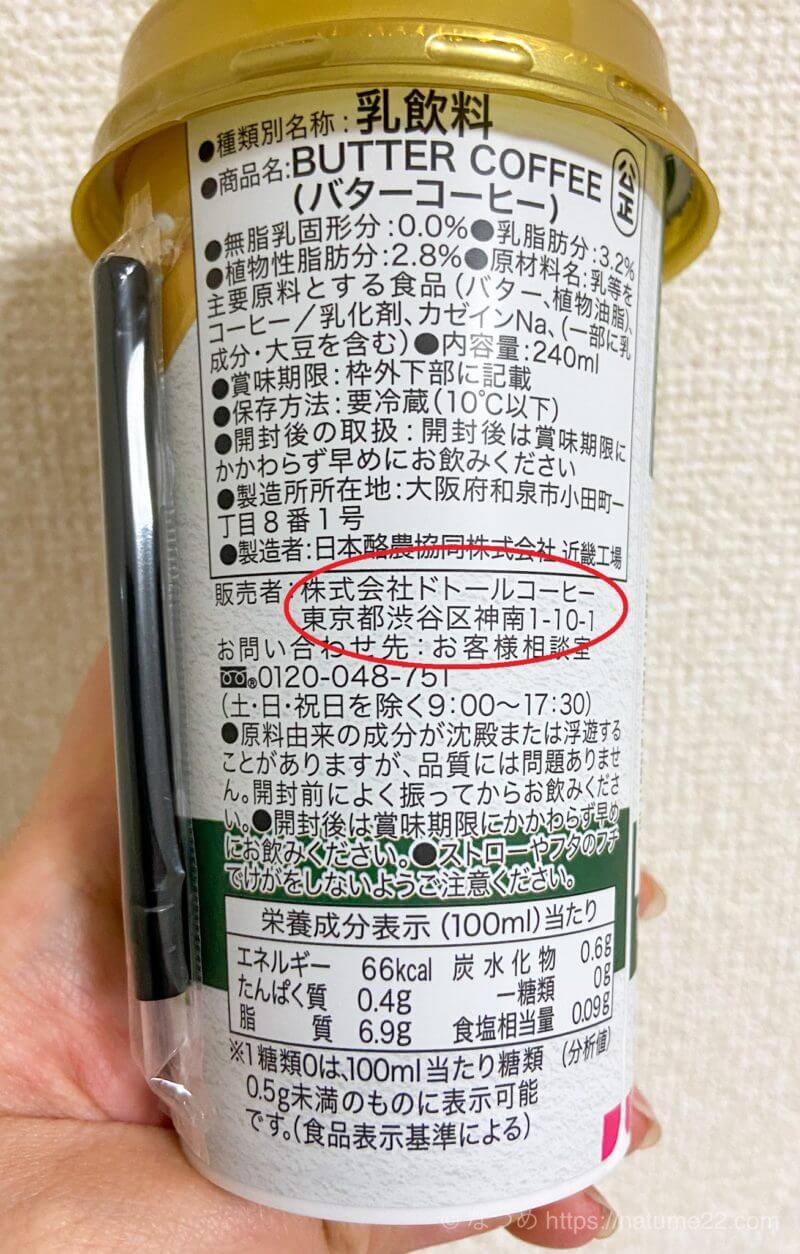 ●種類別名称：乳飲料
●商品名：BUTTER COFFEE
(バターコーヒー)
公正
●無脂乳固形分：0.0%●乳脂肪分：3.2%
●植物性脂肪分：2.8%●原材料名：乳等を
主要原料とする食品(バター、植物油脂)、
コーヒー／乳化剤、カゼインNa、(一部に乳
成分・大豆を含む)●内容量：240ml
●賞味期限：枠外下部に記載
●保存方法：要冷蔵(10℃以下)
●開封後の取扱：開封後は賞味期限に
かかわらず早めにお飲みください
●製造所所在地：大阪府和泉市小田町一
丁目8番1号
●製造者：日本酪農協同株式会社 近畿工場
販売者：株式会社ドトールコーヒー
東京都渋谷区神南1-10-1
お問い合わせ先：お客様相談室
®0120-048-751
(土・日・祝日を除く9:00〜17:30)
●原料由来の成分が沈殿または浮遊する
ことがありますが、品質には問題ありませ
ん。開封前によく振ってからお飲みくださ
い。●開封後は賞味期限にかかわらず早め
にお飲みください。●ストローやフタのフチ
でけがをしないようご注意ください。
栄養成分表示(100ml)当たり
エネルギー 66kcal 炭水化物 0.6g
たんぱく質 0.4g ー糖類 0g
脂質 6.9g 食塩相当量 0.09g
(分析値)
※1糖類0は、100ml当たり糖類
0.5g未満のものに表示可能
です。(食品表示基準による)
© なつめ https://natume22.com